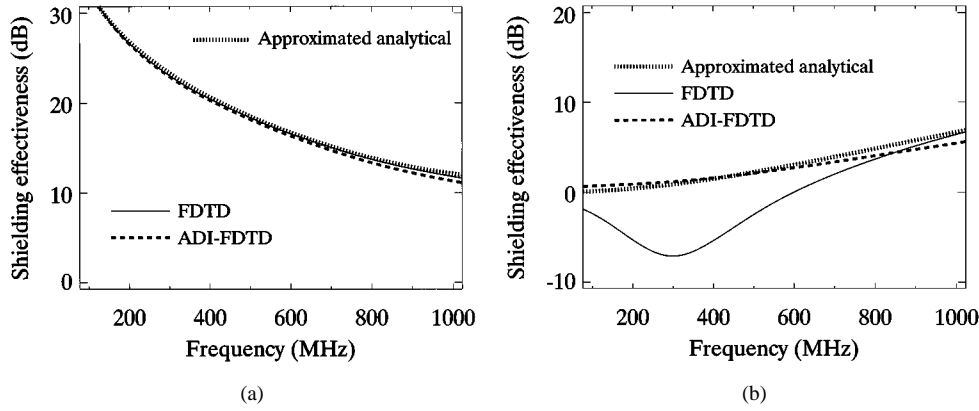 30
20
10
0
Shielding effectiveness (dB)
Approximated analytical
FDTD
ADI-FDTD
200 400 600 800 1000
Frequency (MHz)
(a)
20
10
0
-10
Shielding effectiveness (dB)
Approximated analytical
FDTD
ADI-FDTD
200 400 600 800 1000
Frequency (MHz)
(b)